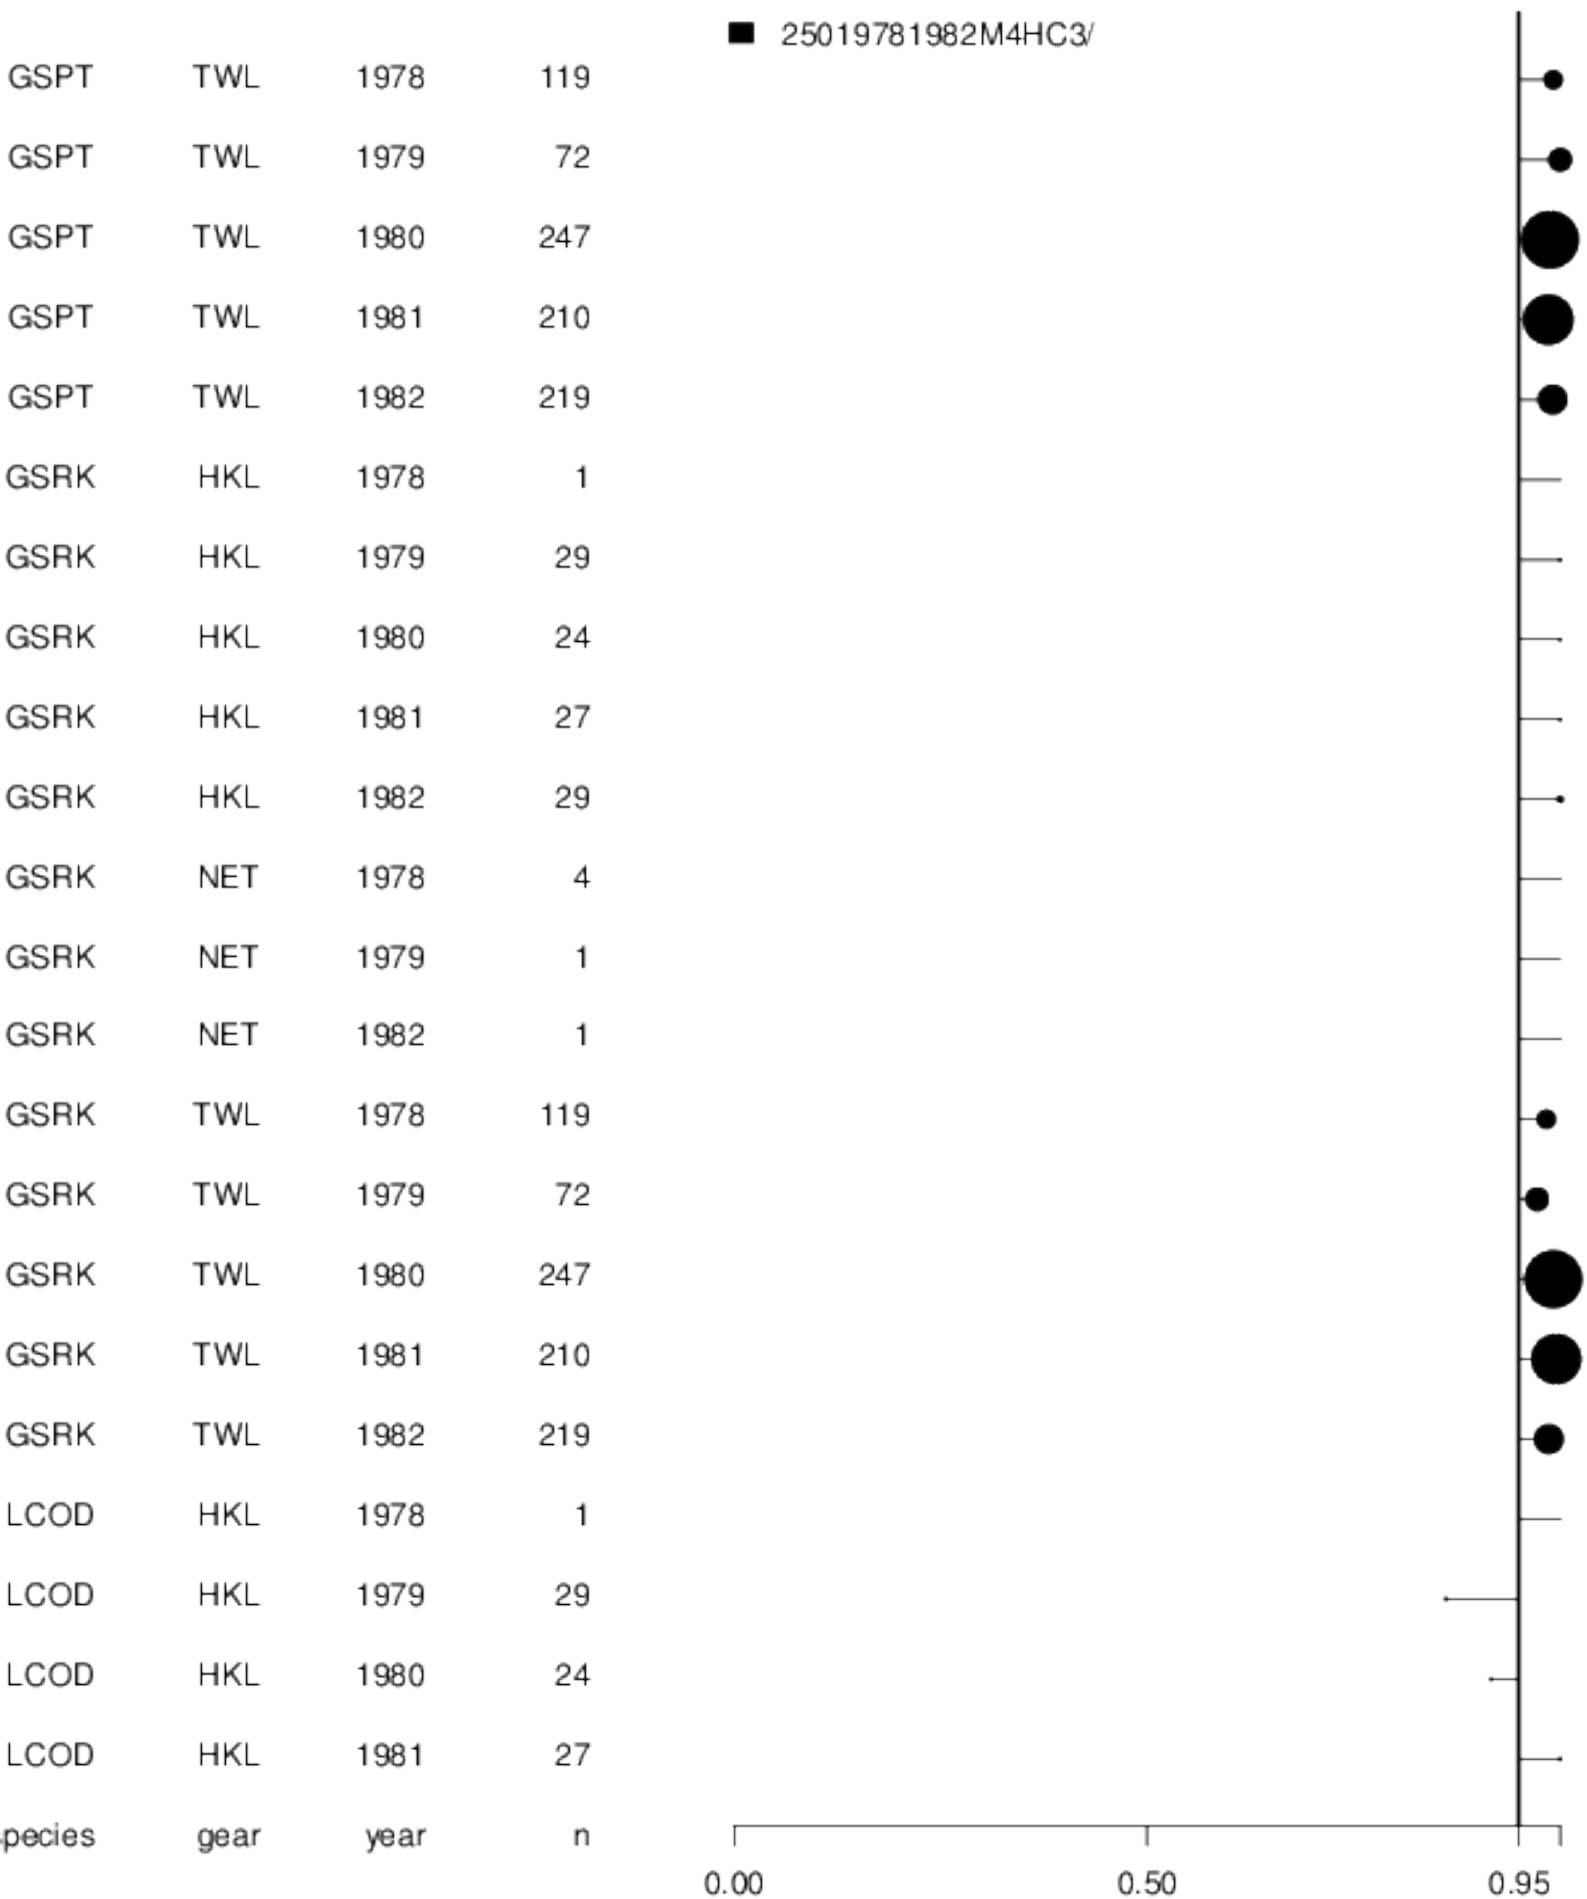 25019781982M4HC3/
GSPT TWL 1978 119
GSPT TWL 1979 72
GSPT TWL 1980 247
GSPT TWL 1981 210
GSPT TWL 1982 219
GSRK HKL 1978 1
GSRK HKL 1979 29
GSRK HKL 1980 24
GSRK HKL 1981 27
GSRK HKL 1982 29
GSRK NET 1978 4
GSRK NET 1979 1
GSRK NET 1982 1
GSRK TWL 1978 119
GSRK TWL 1979 72
GSRK TWL 1980 247
GSRK TWL 1981 210
GSRK TWL 1982 219
LCOD HKL 1978 1
LCOD HKL 1979 29
LCOD HKL 1980 24
LCOD HKL 1981 27
pecies gear year n
0.00 0.50 0.95